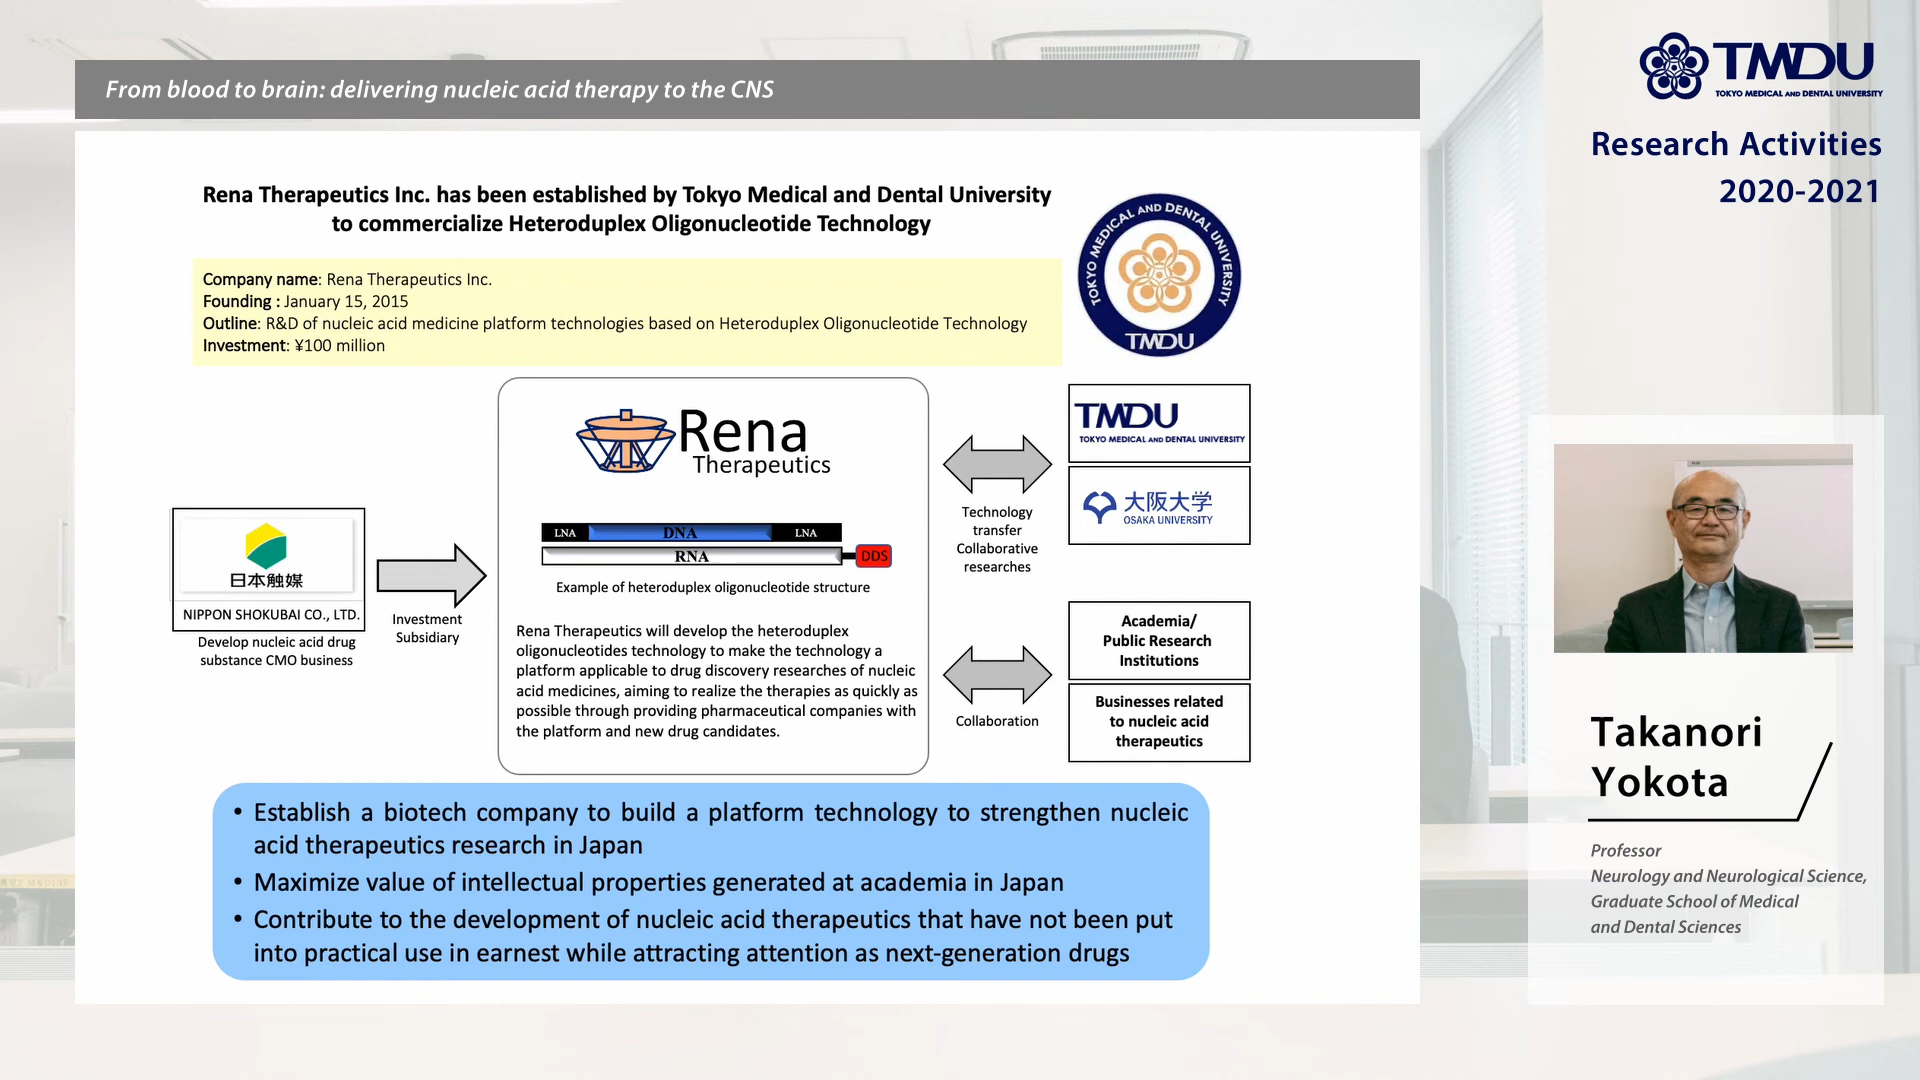 From blood to brain: delivering nucleic acid therapy to the CNS
TMDU
TOKYO MEDICAL AND DENTAL UNIVERSITY
Research Activities
2020-2021
Rena Therapeutics Inc. has been established by Tokyo Medical and Dental University
to commercialize Heteroduplex Oligonucleotide Technology
TOKYO MEDICAL AND DENTAL UNIVERSITY
TMDU
Company name: Rena Therapeutics Inc.
Founding : January 15, 2015
Outline: R&D of nucleic acid medicine platform technologies based on Heteroduplex Oligonucleotide Technology
Investment: ¥100 million
日本触媒
NIPPON SHOKUBAI CO., LTD.
Develop nucleic acid drug
substance CMO business
Investment
Subsidiary
Rena
Therapeutics
LNA DNA LNA
RNA DDS
Example of heteroduplex oligonucleotide structure
Rena Therapeutics will develop the heteroduplex
oligonucleotides technology to make the technology a
platform applicable to drug discovery researches of nucleic
acid medicines, aiming to realize the therapies as quickly as
possible through providing pharmaceutical companies with
the platform and new drug candidates.
Technology
transfer
Collaborative
researches
TMDU
TOKYO MEDICAL AND DENTAL UNIVERSITY
大阪大学
OSAKA UNIVERSITY
Collaboration
Academia/
Public Research
Institutions
Businesses related
to nucleic acid
therapeutics
• Establish a biotech company to build a platform technology to strengthen nucleic
acid therapeutics research in Japan
• Maximize value of intellectual properties generated at academia in Japan
• Contribute to the development of nucleic acid therapeutics that have not been put
into practical use in earnest while attracting attention as next-generation drugs
Takanori
Yokota
Professor
Neurology and Neurological Science,
Graduate School of Medical
and Dental Sciences